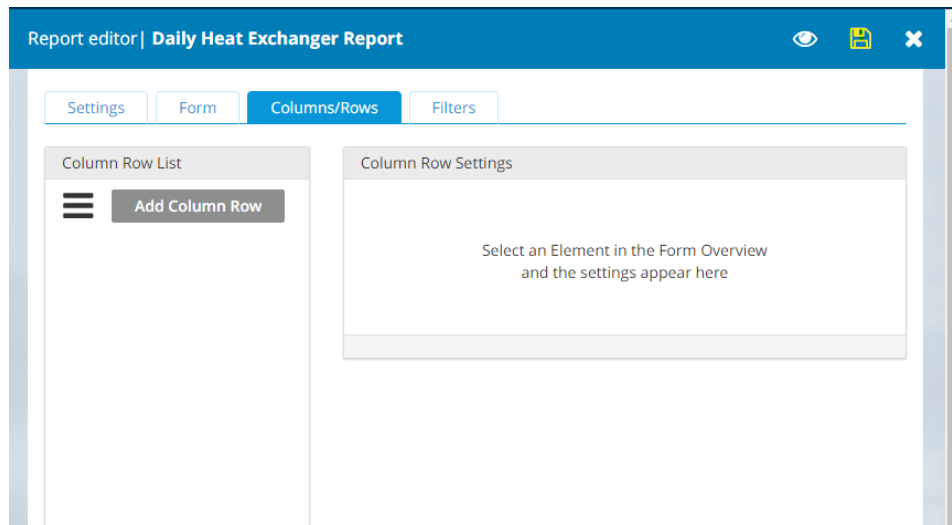 Report editor| Daily Heat Exchanger Report
Settings
Form
Columns/Rows
Filters
Column Row List
Column Row Settings
Add Column Row
Select an Element in the Form Overview
and the settings appear here